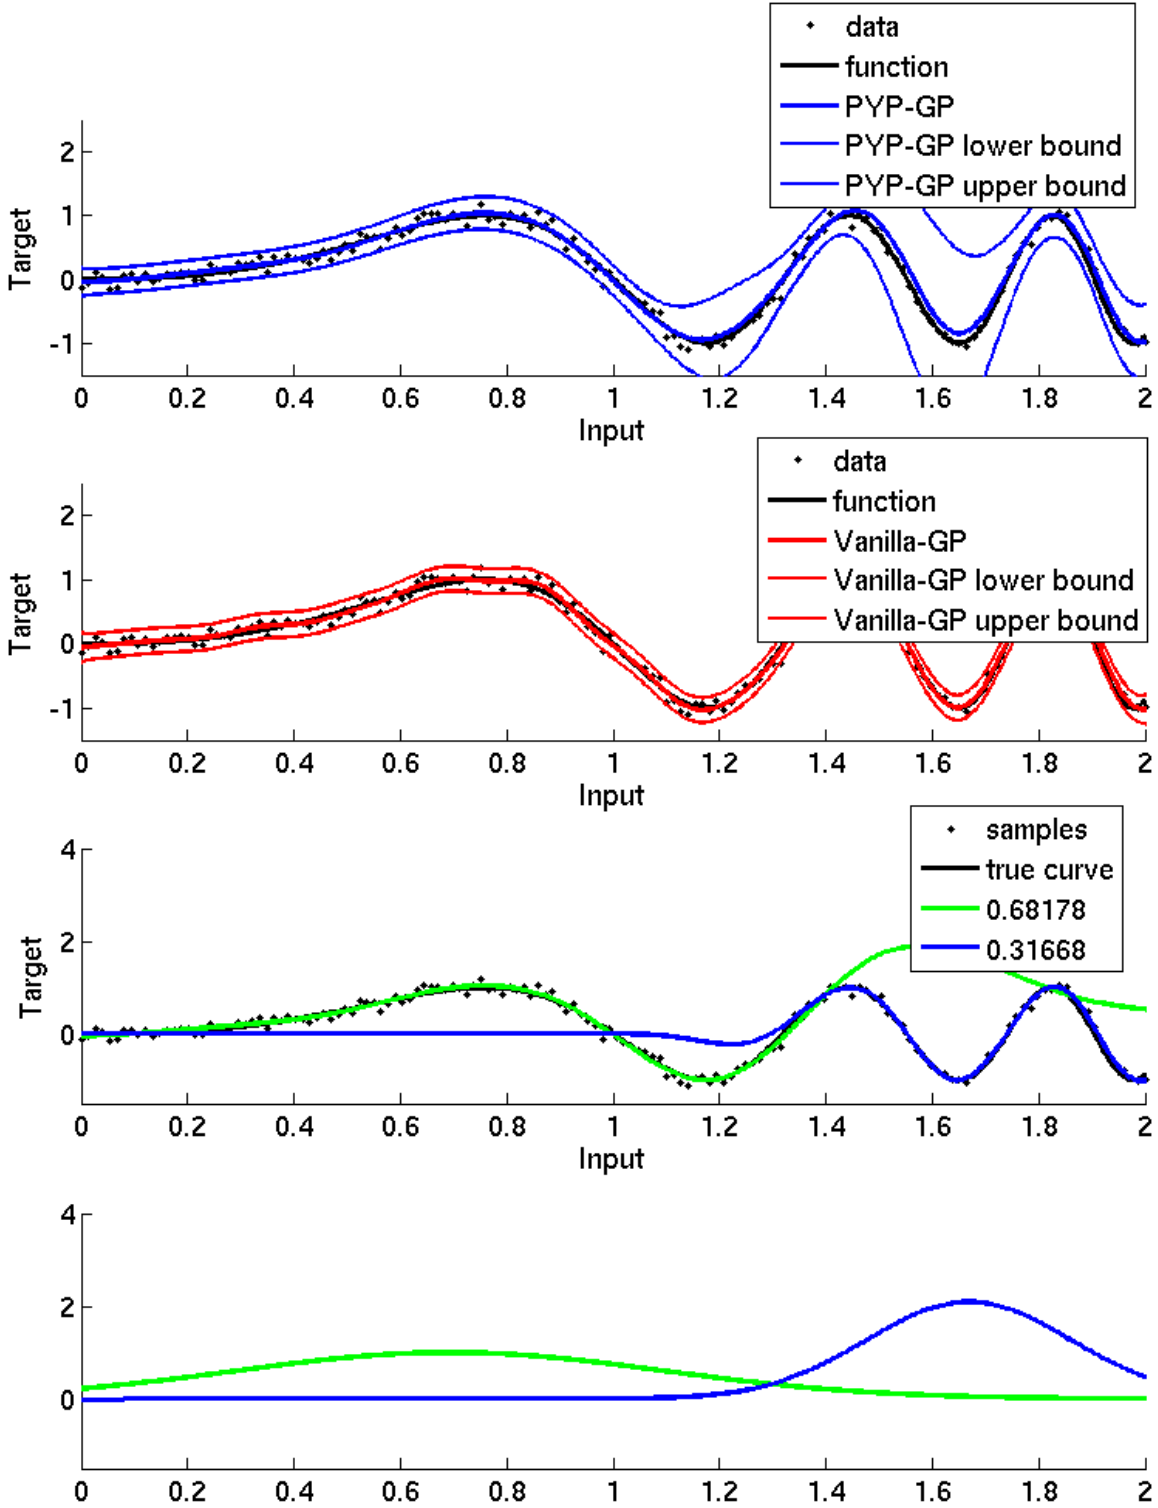 data
function
PYP-GP
PYP-GP lower bound
PYP-GP upper bound
2
1
0
-1
Target
0 0.2 0.4 0.6 0.8 1 1.2 1.4 1.6 1.8 2
Input
data
function
Vanilla-GP
Vanilla-GP lower bound
Vanilla-GP upper bound
2
1
0
-1
Target
0 0.2 0.4 0.6 0.8 1 1.2 1.4 1.6 1.8 2
Input
samples
true curve
0.68178
0.31668
4
2
0
Target
0 0.2 0.4 0.6 0.8 1 1.2 1.4 1.6 1.8 2
Input
4
2
0
0 0.2 0.4 0.6 0.8 1 1.2 1.4 1.6 1.8 2